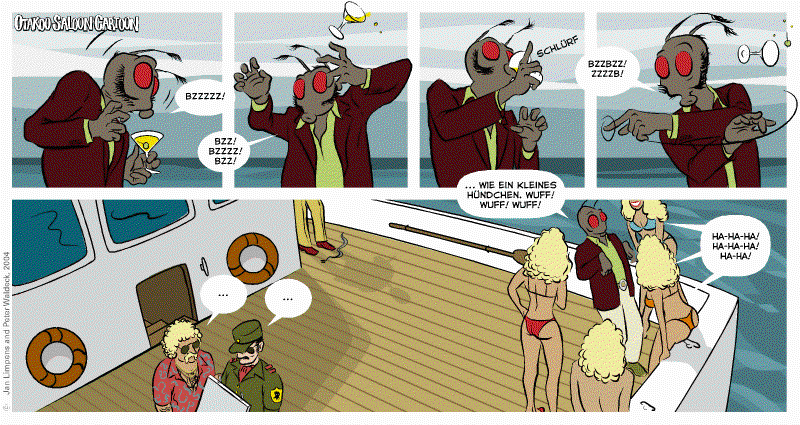 OTAKOO SALOON CARTOON
BZZZZZ!
BZZ!
BZZZZ!
BZZ!
SCHLÜRF
BZZBZZ!
ZZZZB!
... WIE EIN KLEINES
HÜNDCHEN. WUFF!
WUFF! WUFF!
HA-HA-HA!
HA-HA-HA!
HA-HA!
...
...
© Jan Limpens and Peter Waldeck, 2004